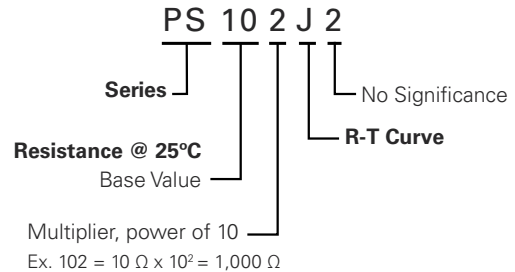 PS 10 2 J 2
Series
No Significance
R-T Curve
Resistance @ 25ºC
Base Value
Multiplier, power of 10
Ex. 102 = 10 Ω x 10² = 1,000 Ω